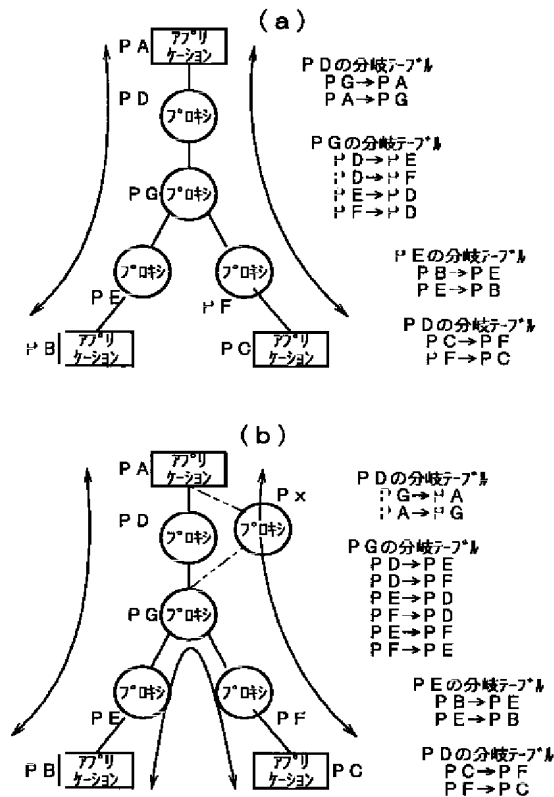 (a)
PA
アプリ
ケーション
PDの分岐テーブル
PG→PA
PA→PG
PD
プロキシ
PGの分岐テーブル
PD→PE
PD→PF
PE→PD
PF→PD
PG
プロキシ
プロキシ
プロキシ
PE
PF
PEの分岐テーブル
PB→PE
PE→PB
PDの分岐テーブル
PC→PF
PF→PC
PB
アプリ
ケーション
PC
アプリ
ケーション
(b)
PA
アプリ
ケーション
Px
プロキシ
PDの分岐テーブル
PG→PA
PA→PG
PD
プロキシ
PGの分岐テーブル
PD→PE
PD→PF
PE→PD
PF→PD
PE→PF
PF→PE
PG
プロキシ
プロキシ
プロキシ
PE
PF
PEの分岐テーブル
PB→PE
PE→PB
PB
アプリ
ケーション
アプリ
ケーション
PC
PDの分岐テーブル
PC→PF
PF→PC